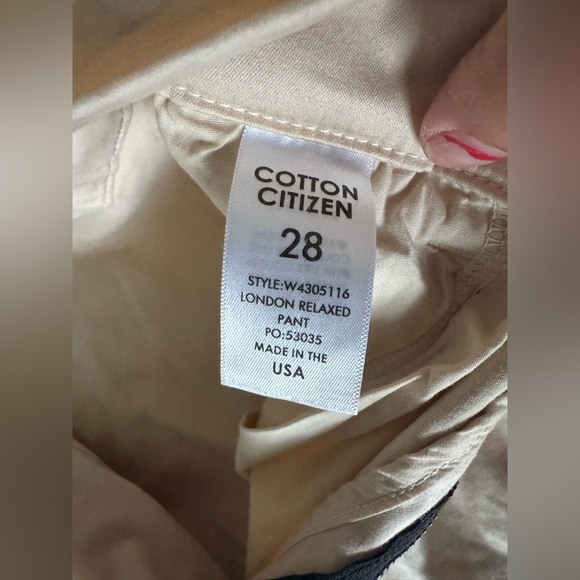 COTTON
CITIZEN
28
STYLE:W4305116
LONDON RELAXED
PANT
PO:53035
MADE IN THE
USA